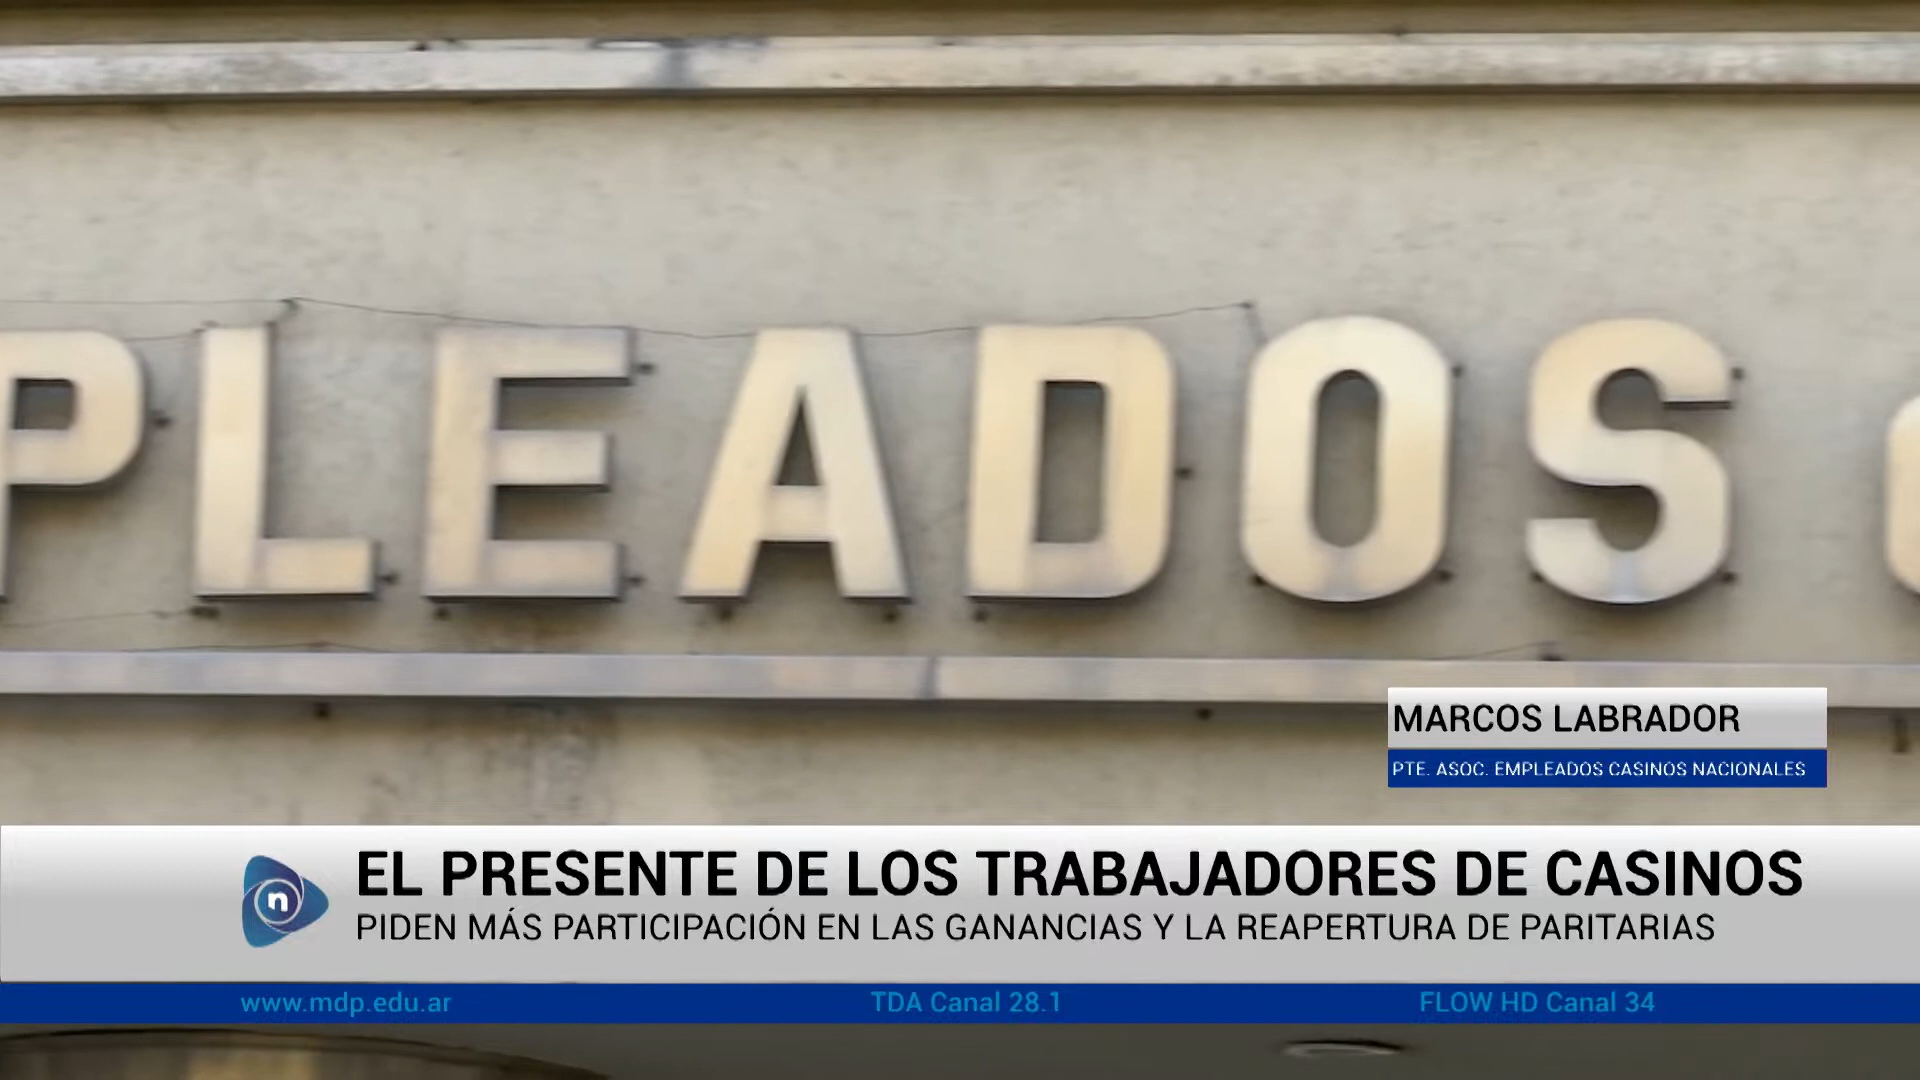 PLEADOS
MARCOS LABRADOR
PTE. ASOC. EMPLEADOS CASINOS NACIONALES
n
EL PRESENTE DE LOS TRABAJADORES DE CASINOS
PIDEN MÁS PARTICIPACIÓN EN LAS GANANCIAS Y LA REAPERTURA DE PARITARIAS
www.mdp.edu.ar
TDA Canal 28.1
FLOW HD Canal 34